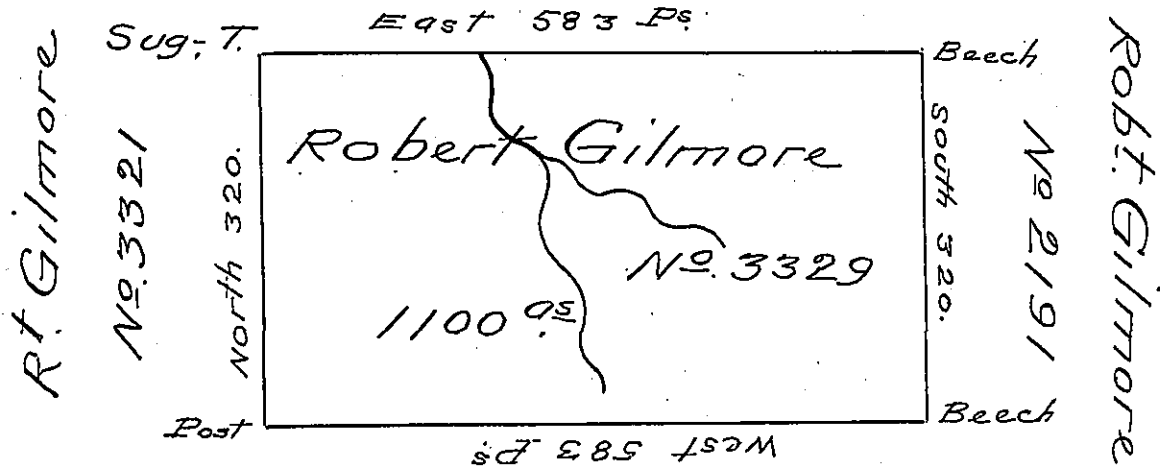 East 583 Ps.
Sug. T.
Beech
Rt. Gilmore
No. 3321
North 320.
Robert Gilmore
No. 3329
1100 as.
South 320.
No 2191
Robt. Gilmore
Post
West 583 Ps
Beech